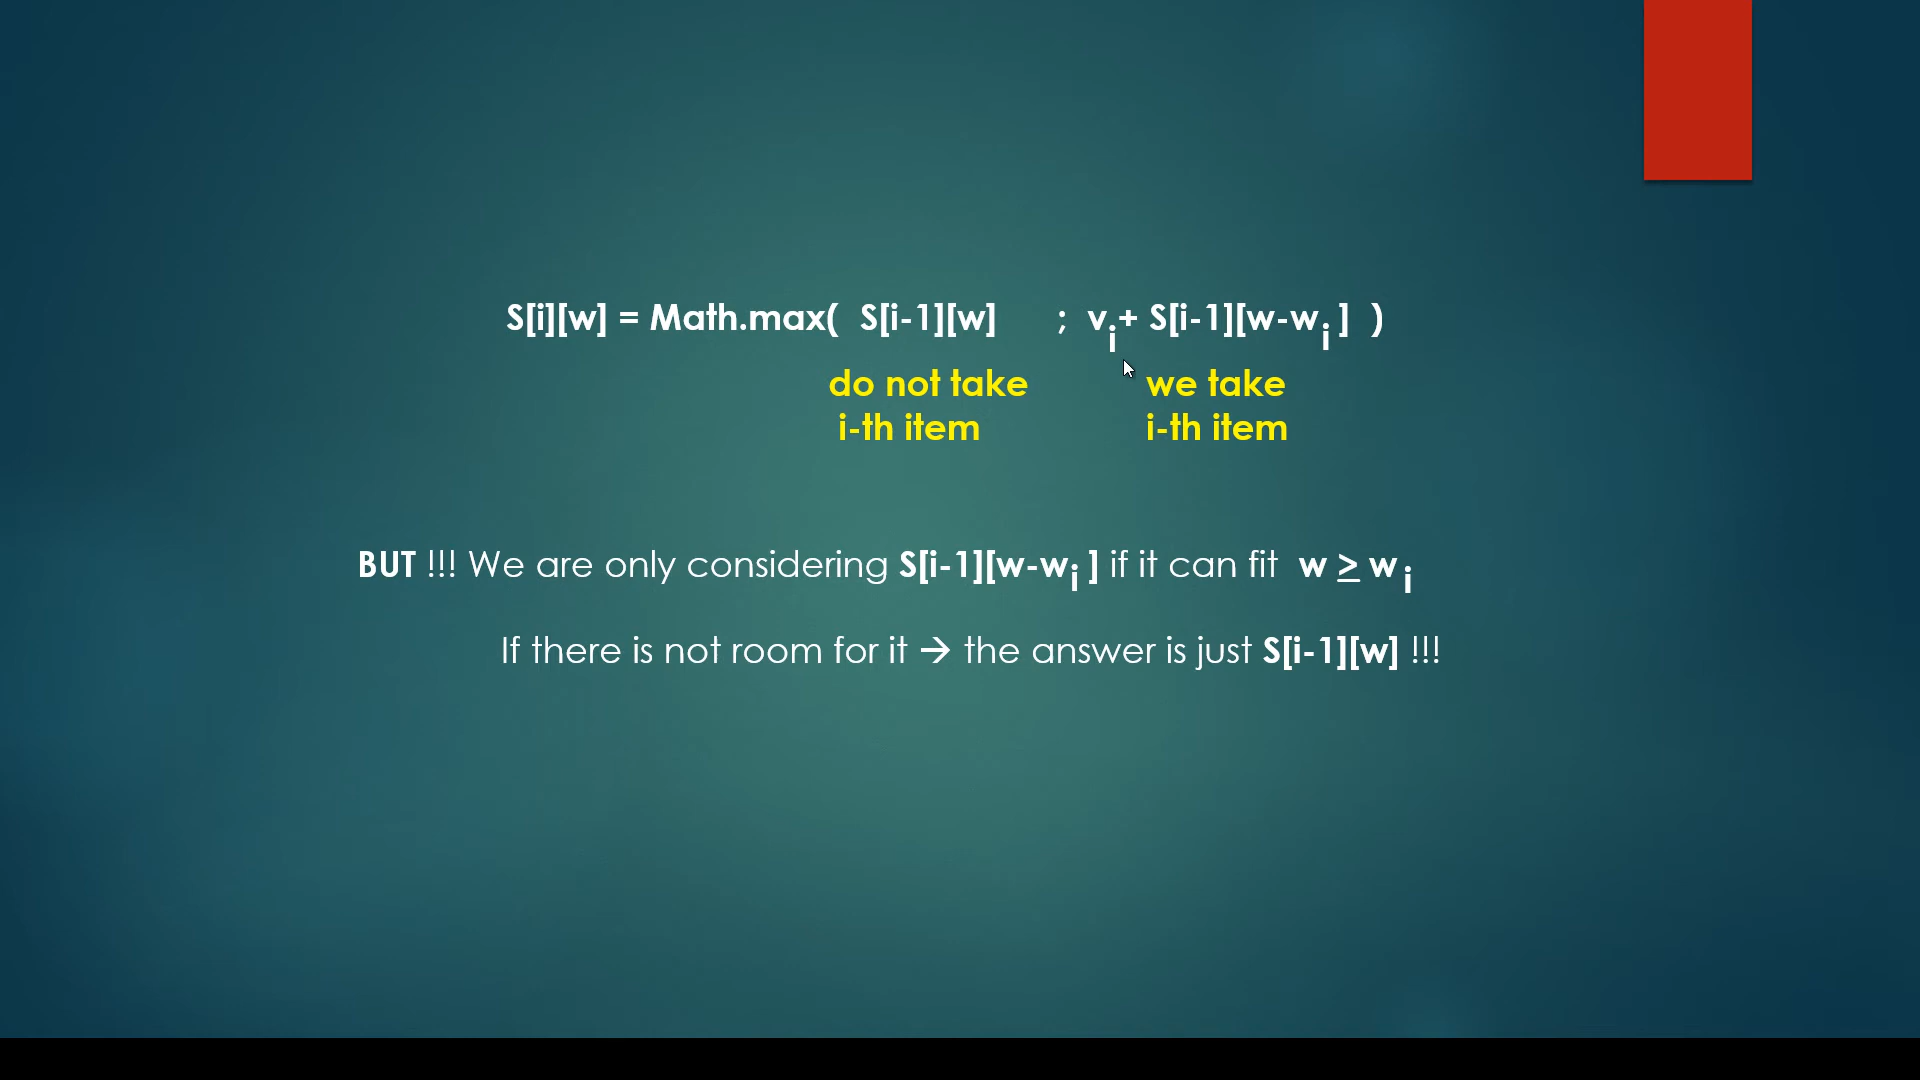 S[i][w] = Math.max( S[i-1][w] ; vᵢ+ S[i-1][w-wᵢ ] )
do not take we take
i-th item i-th item
BUT !!! We are only considering S[i-1][w-wᵢ ] if it can fit w ≥ wᵢ
If there is not room for it → the answer is just S[i-1][w] !!!